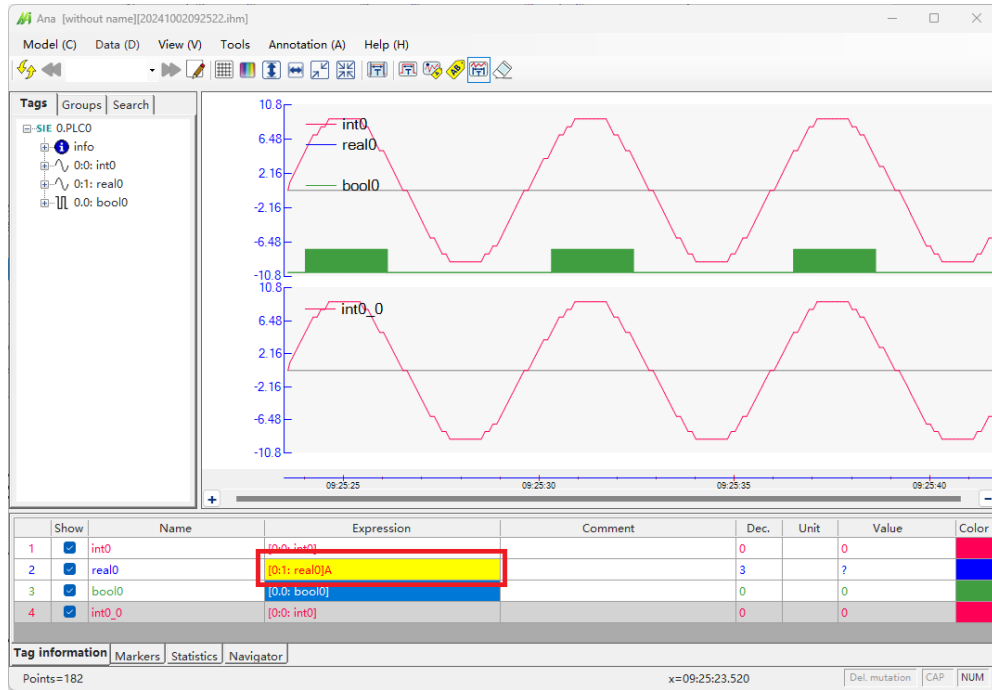 Ana [without name][20241002092522.ihm]
Model (C) Data (D) View (V) Tools Annotation (A) Help (H)
Tags Groups Search
SIE 0.PLC0
info
0:0: int0
0:1: real0
0.0: bool0
10.8
6.48
2.16
-2.16
-6.48
-10.8
int0
real0
bool0
10.8
6.48
2.16
-2.16
-6.48
-10.8
int0_0
09:25:25 09:25:30 09:25:35 09:25:40
Show Name Expression Comment Dec. Unit Value Color
1 int0 [0:0: int0] 0 0
2 real0 [0:1: real0]A 3 ?
3 bool0 [0.0: bool0] 0 0
4 int0_0 [0:0: int0] 0 0
Tag information Markers Statistics Navigator
Points=182 x=09:25:23.520 Del. mutation CAP NUM